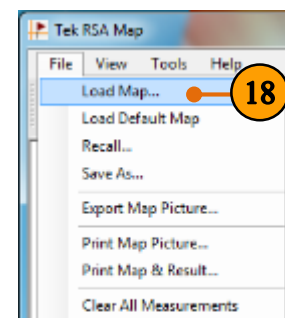 Tek RSA Map
File View Tools Help
Load Map... 18
Load Default Map
Recall...
Save As...
Export Map Picture...
Print Map Picture...
Print Map & Result...
Clear All Measurements